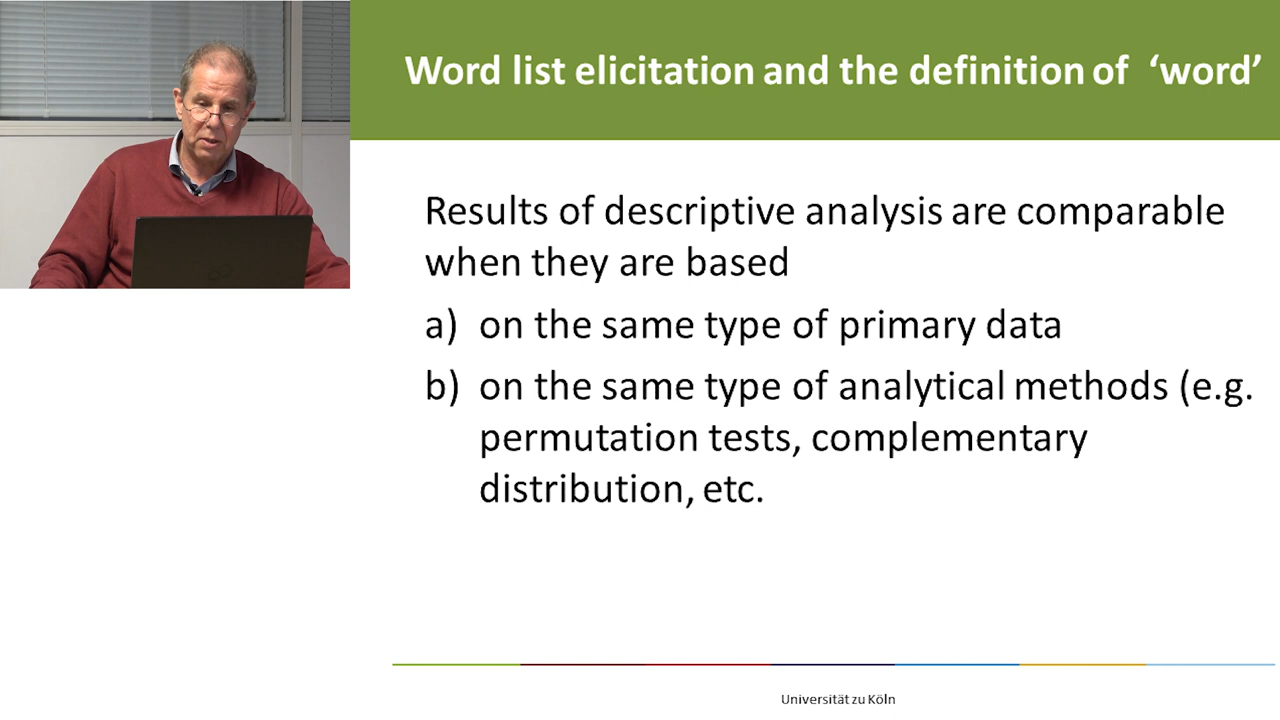 Word list elicitation and the definition of ‘word’
Results of descriptive analysis are comparable
when they are based
a) on the same type of primary data
b) on the same type of analytical methods (e.g.
permutation tests, complementary
distribution, etc.
Universität zu Köln